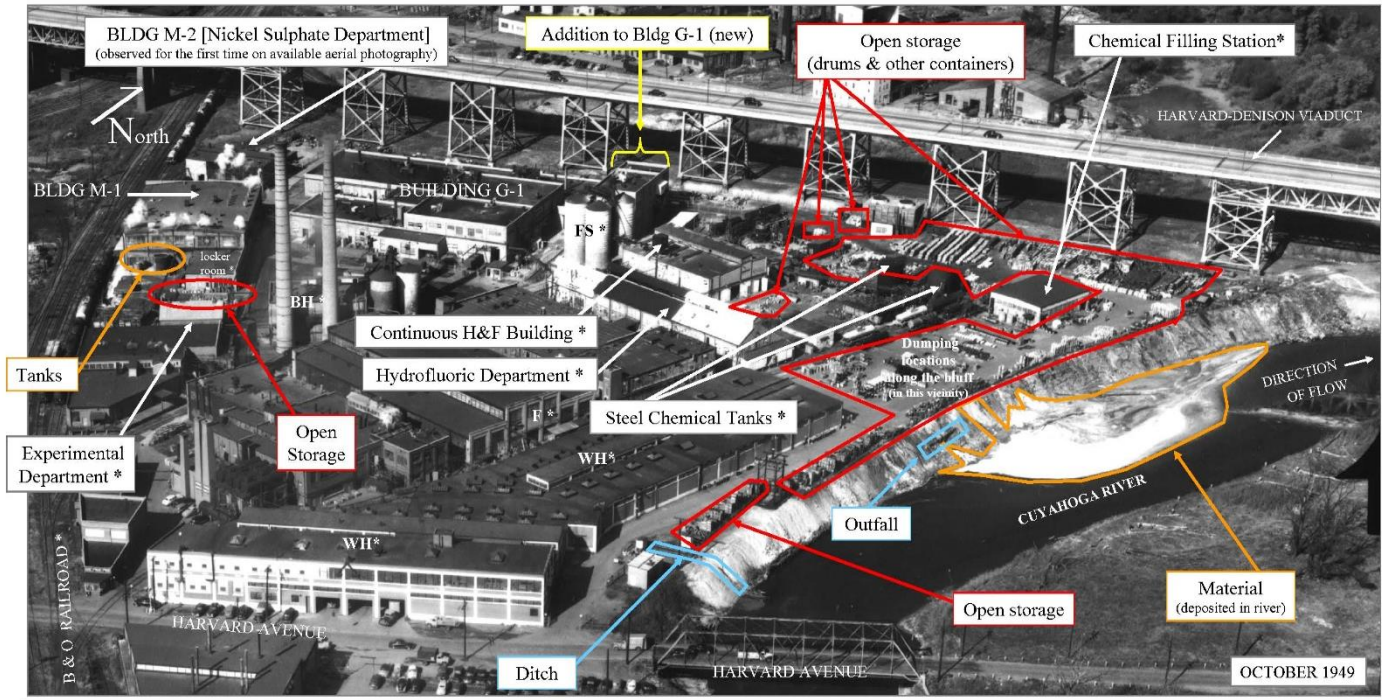 BLDG M-2 [Nickel Sulphate Department]
(observed for the first time on available aerial photography)
Addition to Bldg G-1 (new)
Open storage
(drums & other containers)
Chemical Filling Station*
North
HARVARD-DENISON VIADUCT
BLDG M-1
BUILDING G-1
FS *
locker
room *
BH *
Continuous H&F Building *
Tanks
Hydrofluoric Department *
Dumping
locations
along the bluff
(in this vicinity)
DIRECTION
OF FLOW
F *
Steel Chemical Tanks *
Open
Storage
Experimental
Department *
WH*
CUYAHOGA RIVER
Outfall
WH*
Material
(deposited in river)
Open storage
B & O RAILROAD *
HARVARD AVENUE
Ditch
HARVARD AVENUE
OCTOBER 1949